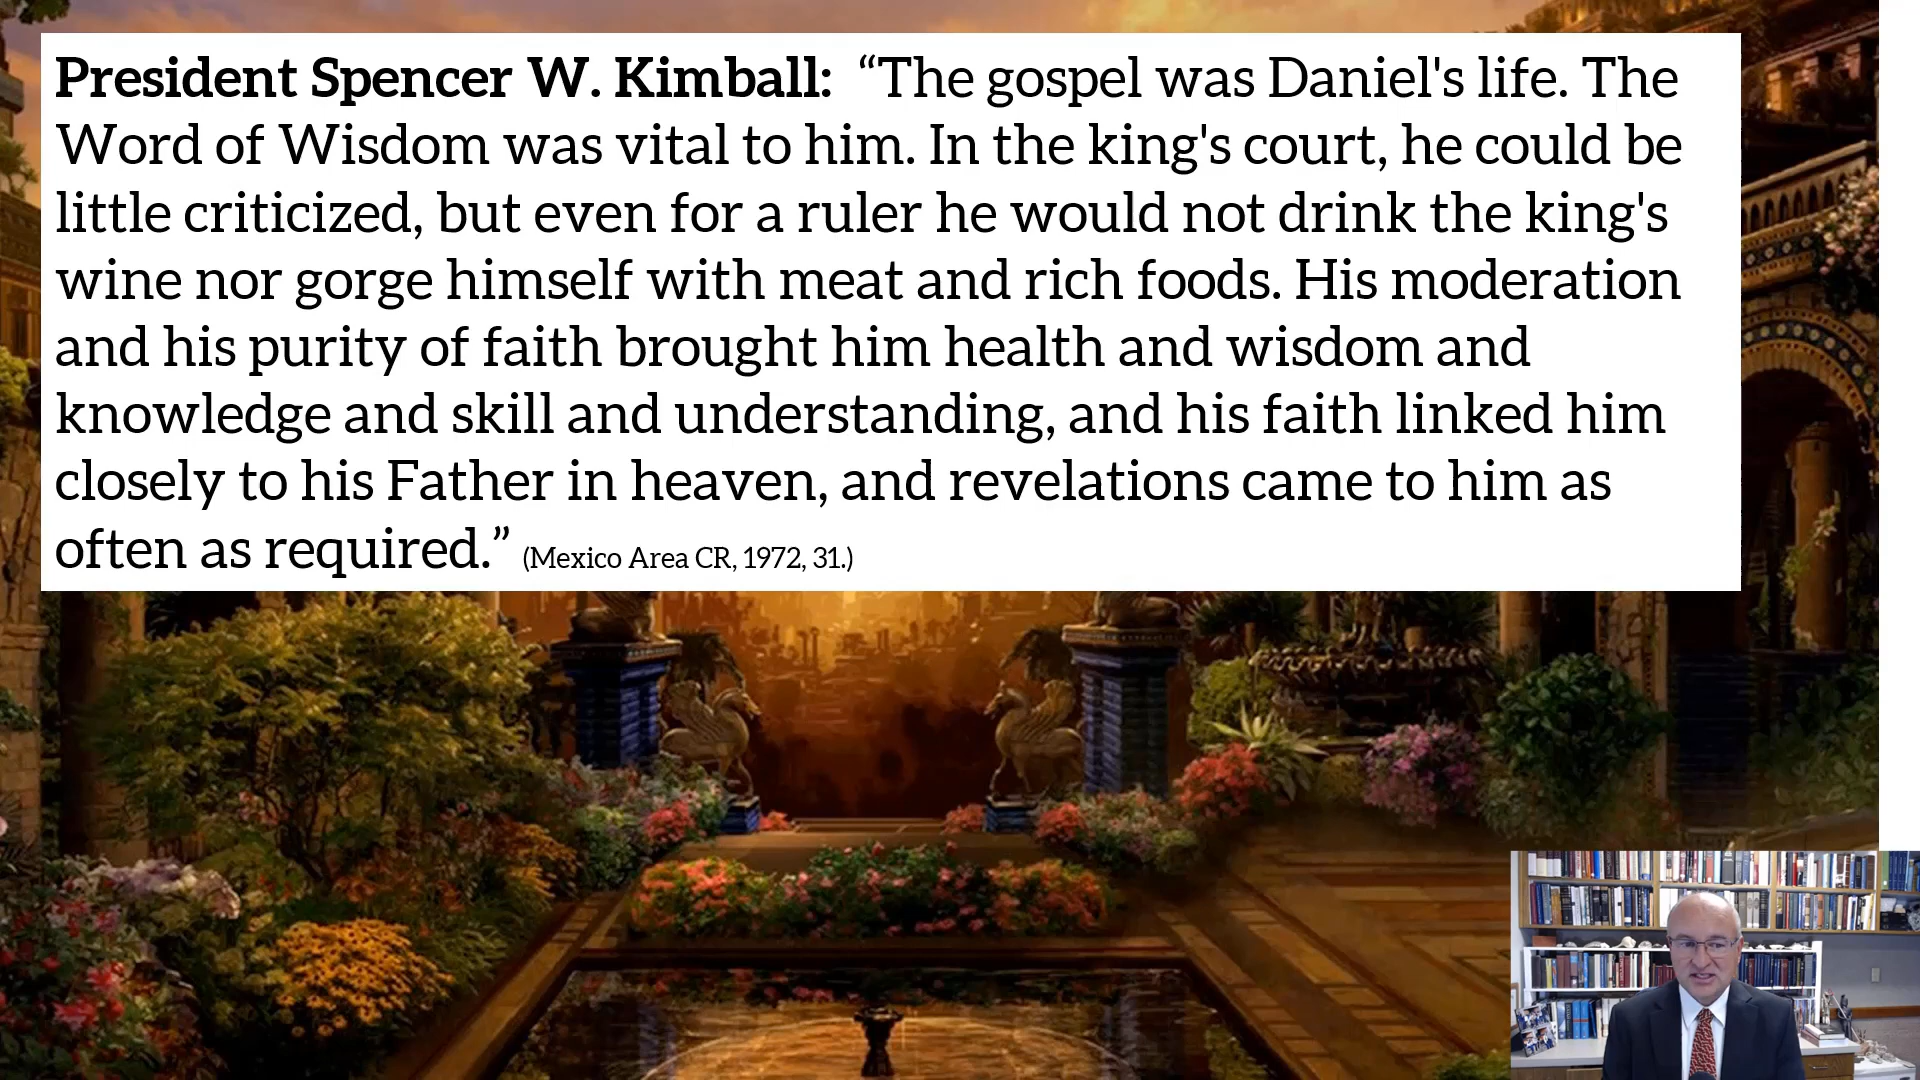 President Spencer W. Kimball: “The gospel was Daniel's life. The
Word of Wisdom was vital to him. In the king's court, he could be
little criticized, but even for a ruler he would not drink the king's
wine nor gorge himself with meat and rich foods. His moderation
and his purity of faith brought him health and wisdom and
knowledge and skill and understanding, and his faith linked him
closely to his Father in heaven, and revelations came to him as
often as required.” (Mexico Area CR, 1972, 31.)